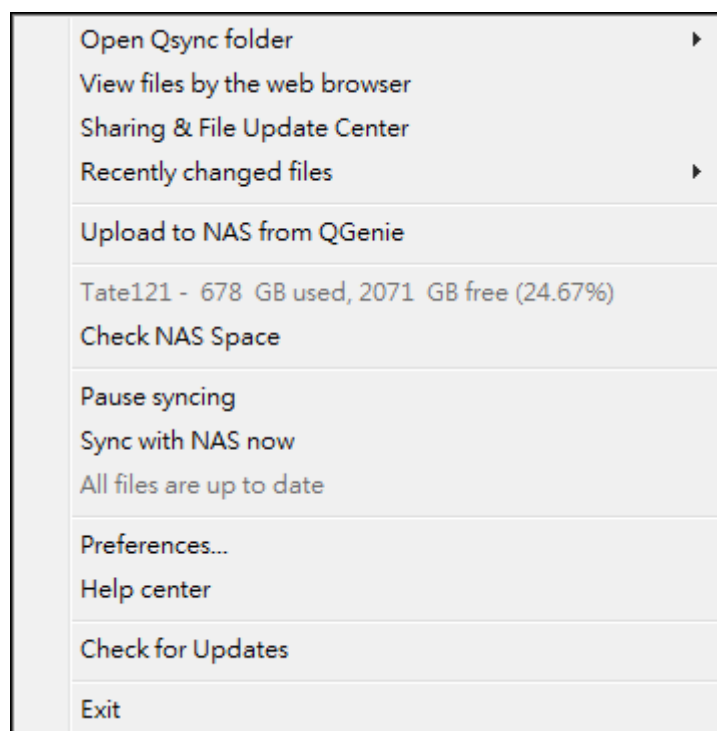 Open Qsync folder
View files by the web browser
Sharing & File Update Center
Recently changed files
Upload to NAS from QGenie
Tate121 -  678  GB used, 2071  GB free (24.67%)
Check NAS Space
Pause syncing
Sync with NAS now
All files are up to date
Preferences...
Help center
Check for Updates
Exit